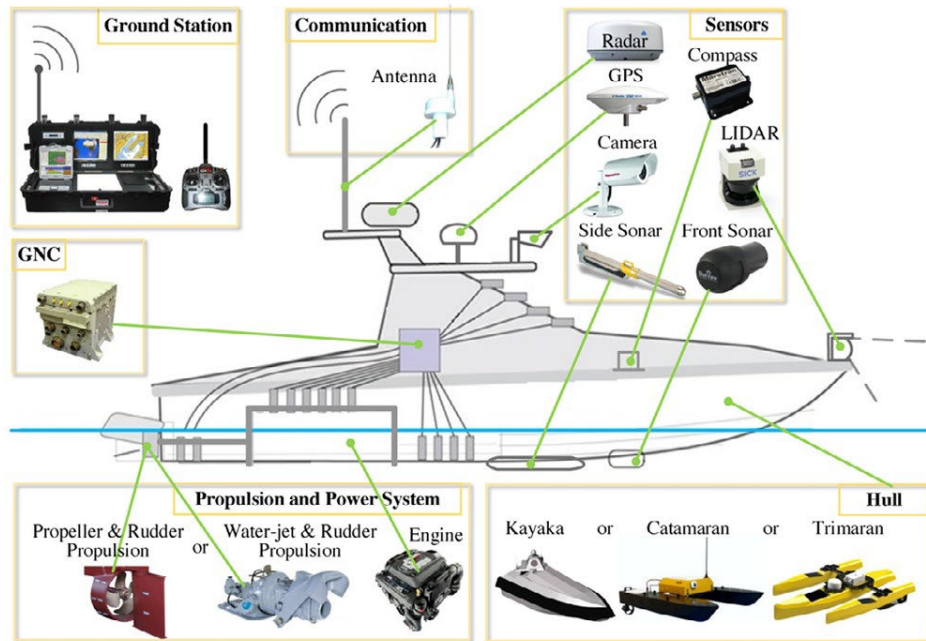 Ground Station
Communication
Antenna
Sensors
Radar
GPS
Compass
Camera
LIDAR
SICK
Side Sonar
Front Sonar
GNC
Propulsion and Power System
Propeller & Rudder
Propulsion
or
Water-jet & Rudder
Propulsion
Engine
Hull
Kayaka or Catamaran or Trimaran